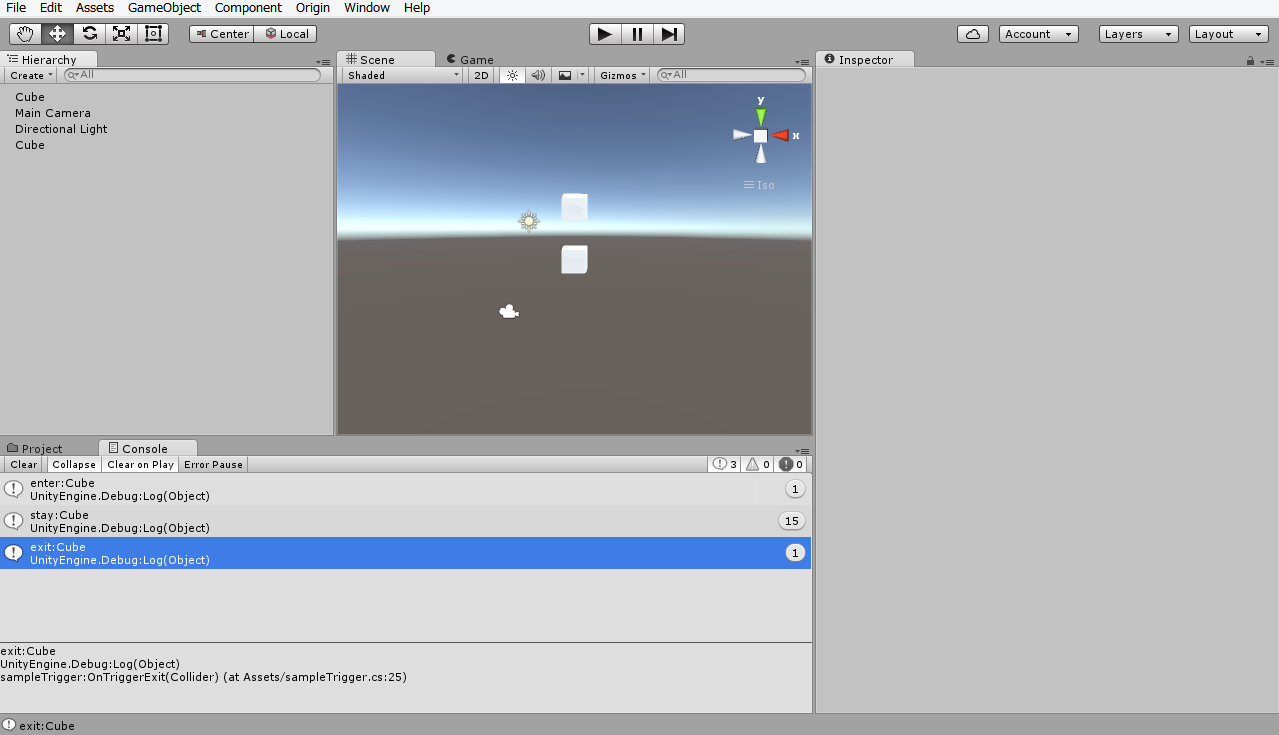 File Edit Assets GameObject Component Origin Window Help
Center Local Account Layers Layout
Hierarchy
Create All
Cube
Main Camera
Directional Light
Cube
Scene Game
Shaded 2D Gizmos All
y
x
Iso
Inspector
Project Console
Clear Collapse Clear on Play Error Pause 3 0 0
enter:Cube
UnityEngine.Debug:Log(Object)
1
stay:Cube
UnityEngine.Debug:Log(Object)
15
exit:Cube
UnityEngine.Debug:Log(Object)
1
exit:Cube
UnityEngine.Debug:Log(Object)
sampleTrigger:OnTriggerExit(Collider) (at Assets/sampleTrigger.cs:25)
exit:Cube